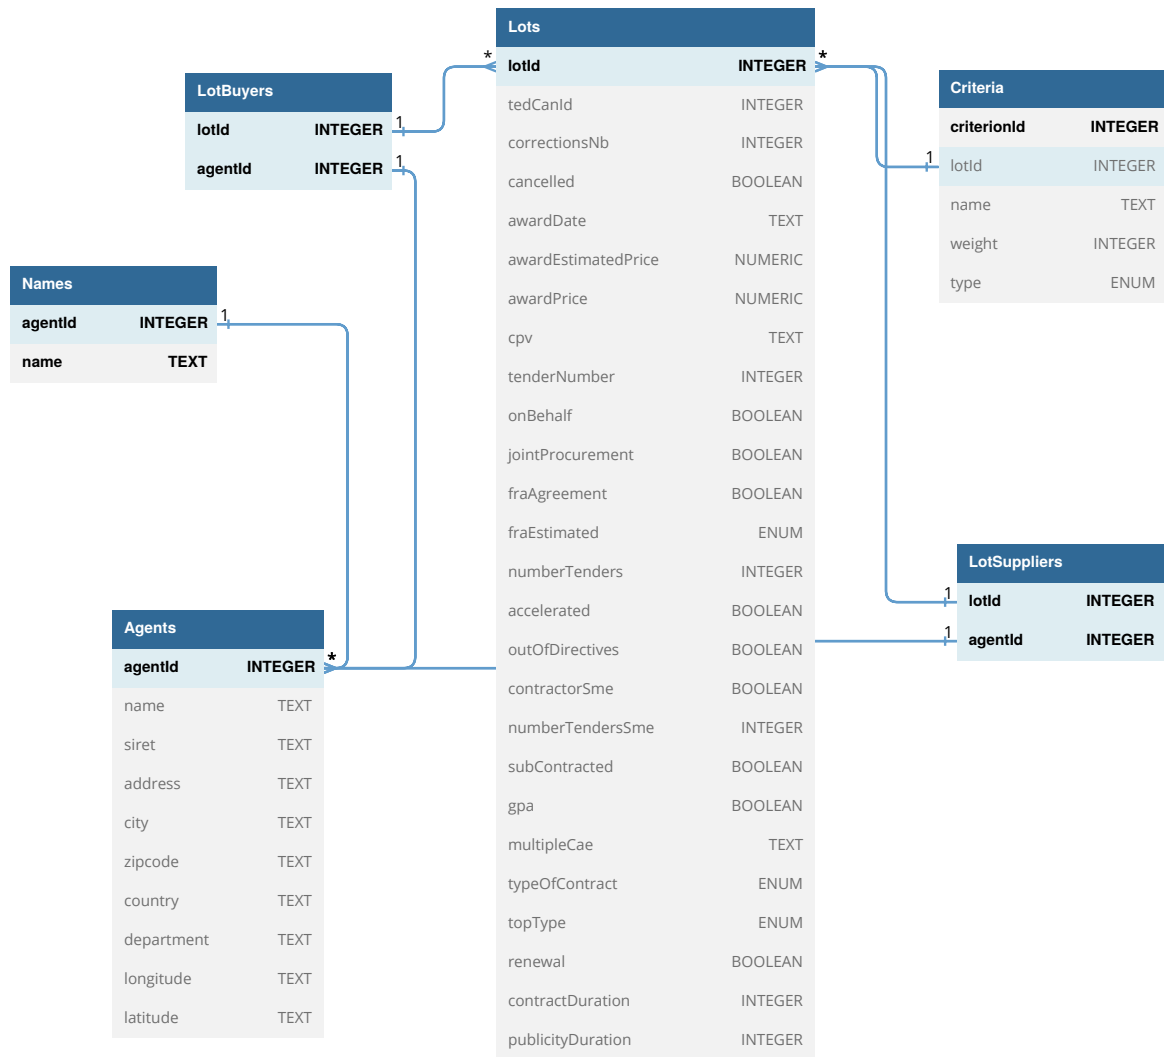 Lots
* lotId INTEGER *
tedCanId INTEGER
correctionsNb INTEGER
cancelled BOOLEAN
awardDate TEXT
awardEstimatedPrice NUMERIC
awardPrice NUMERIC
cpv TEXT
tenderNumber INTEGER
onBehalf BOOLEAN
jointProcurement BOOLEAN
fraAgreement BOOLEAN
fraEstimated ENUM
numberTenders INTEGER
accelerated BOOLEAN
outOfDirectives BOOLEAN
contractorSme BOOLEAN
numberTendersSme INTEGER
subContracted BOOLEAN
gpa BOOLEAN
multipleCae TEXT
typeOfContract ENUM
topType ENUM
renewal BOOLEAN
contractDuration INTEGER
publicityDuration INTEGER
LotBuyers
lotId INTEGER 1
agentId INTEGER 1
Names
agentId INTEGER 1
name TEXT
Agents
agentId INTEGER *
name TEXT
siret TEXT
address TEXT
city TEXT
zipcode TEXT
country TEXT
department TEXT
longitude TEXT
latitude TEXT
Criteria
criterionId INTEGER
1 lotId INTEGER
name TEXT
weight INTEGER
type ENUM
LotSuppliers
1 lotId INTEGER
1 agentId INTEGER